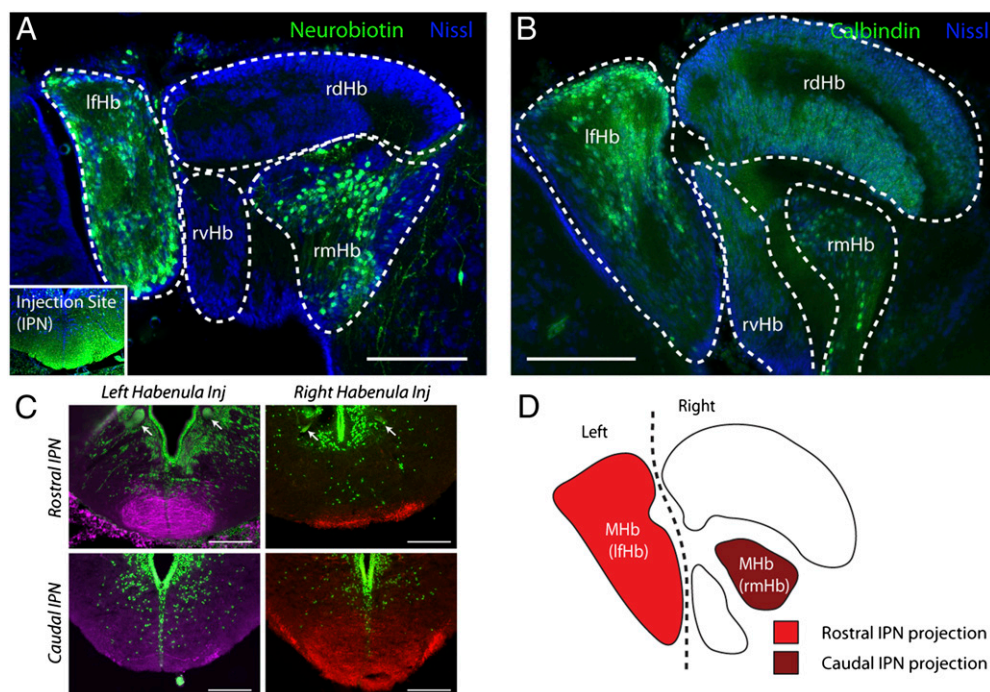 A
Neurobiotin Nissl
lfHb
rdHb
rvHb
rmHb
Injection Site
(IPN)
B
Calbindin Nissl
lfHb
rdHb
rmHb
rvHb
C
Left Habenula Inj
Right Habenula Inj
Rostral IPN
Caudal IPN
D
Left
Right
MHb
(lfHb)
MHb
(rmHb)
Rostral IPN projection
Caudal IPN projection